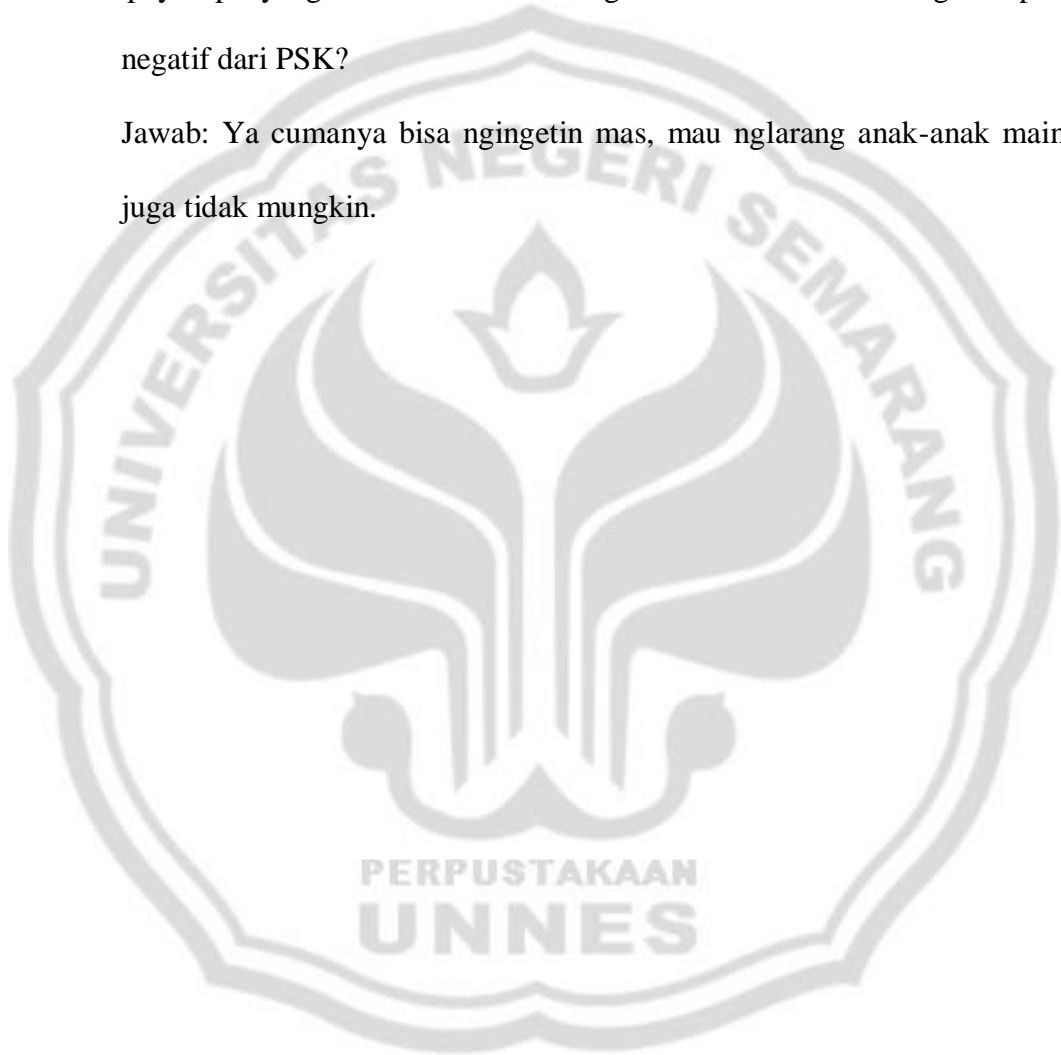 negatif dari PSK?
Jawab: Ya cumanya bisa ngingetin mas, mau nglarang anak-anak main
juga tidak mungkin.
UNIVERSITAS NEGERI SEMARANG
PERPUSTAKAAN
UNNES